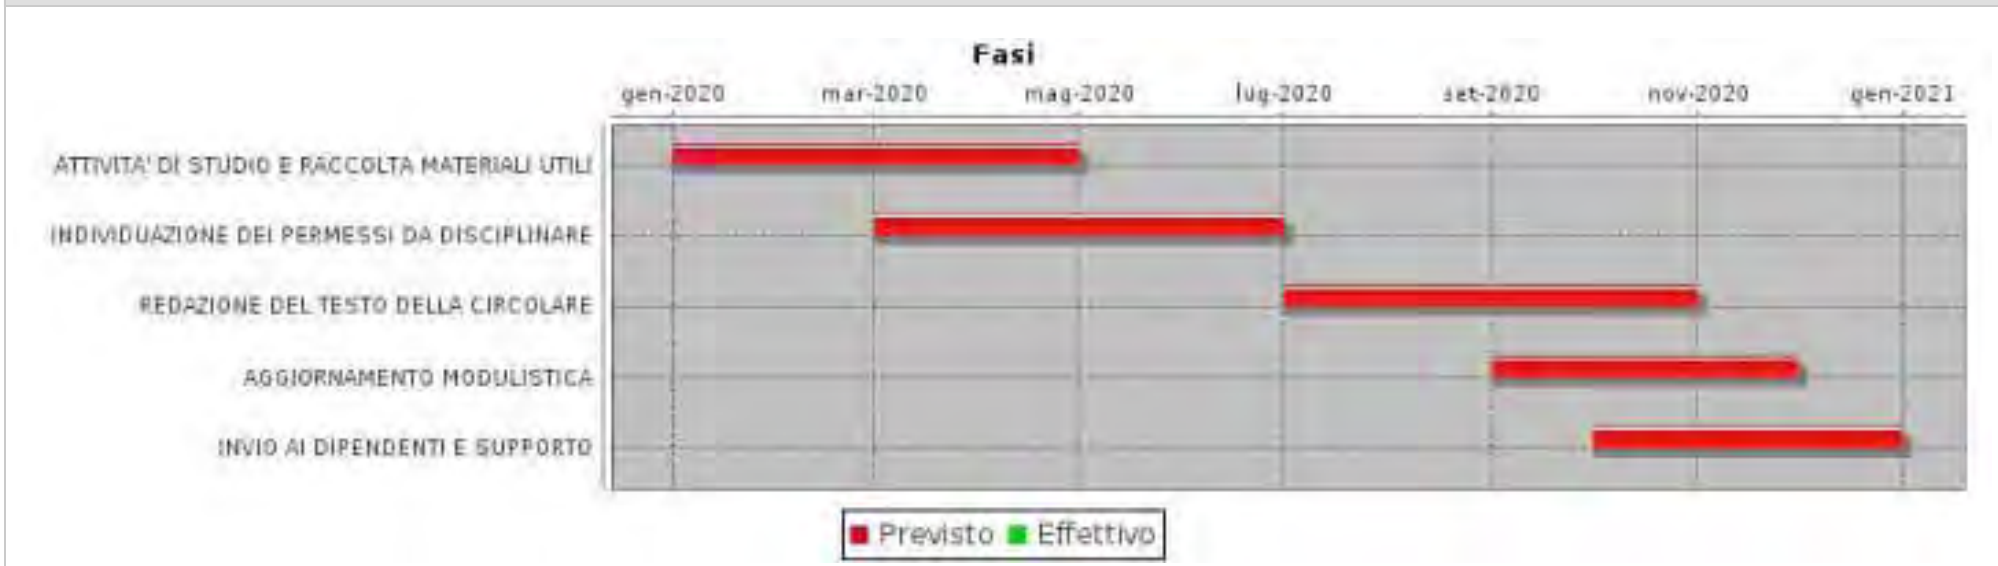 Fasi
gen-2020 mar-2020 mag-2020 lug-2020 set-2020 nov-2020 gen-2021
ATTIVITA' DI STUDIO E RACCOLTA MATERIALI UTILI
INDIVIDUAZIONE DEI PERMESSI DA DISCIPLINARE
REDAZIONE DEL TESTO DELLA CIRCOLARE
AGGIORNAMENTO MODULISTICA
INVIO AI DIPENDENTI E SUPPORTO
Previsto Effettivo